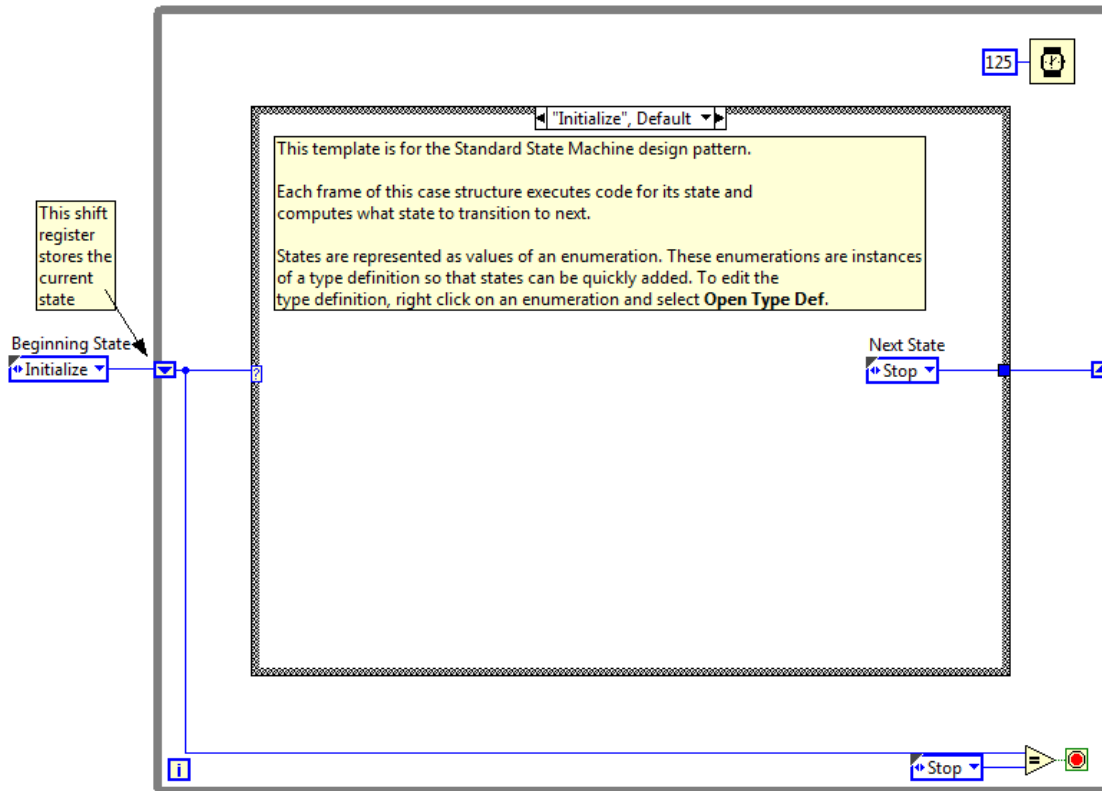 125
"Initialize", Default
This template is for the Standard State Machine design pattern.
Each frame of this case structure executes code for its state and
computes what state to transition to next.
States are represented as values of an enumeration. These enumerations are instances
of a type definition so that states can be quickly added. To edit the
type definition, right click on an enumeration and select Open Type Def.
This shift
register
stores the
current
state
Beginning State
Initialize
?
Next State
Stop
i
Stop
=